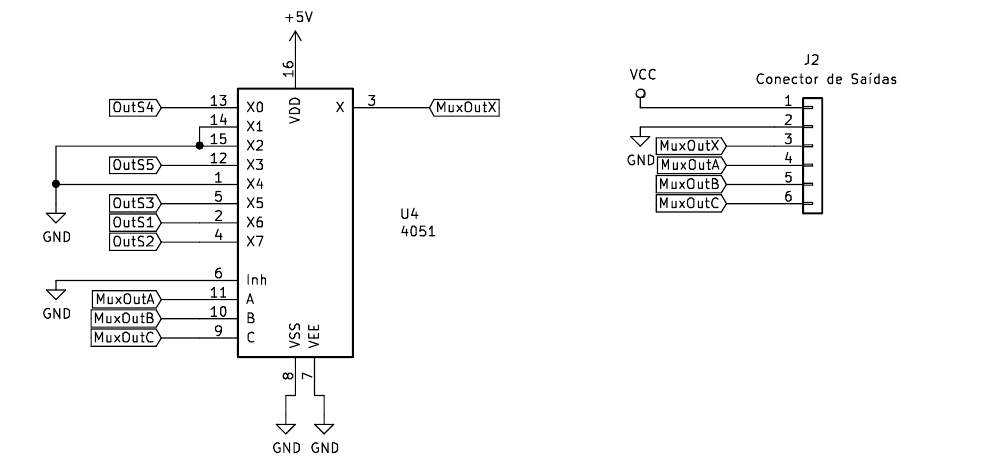 +5V
16
VDD
OutS4 13 X0 X 3 MuxOutX
14 X1
15 X2
OutS5 12 X3
1 X4
OutS3 5 X5
OutS1 2 X6
OutS2 4 X7
GND
U4
4051
6 Inh
MuxOutA 11 A
MuxOutB 10 B
MuxOutC 9 C
GND
VSS VEE
8 7
GND GND
J2
Conector de Saídas
VCC
1
2
GND
MuxOutX 3
MuxOutA 4
MuxOutB 5
MuxOutC 6